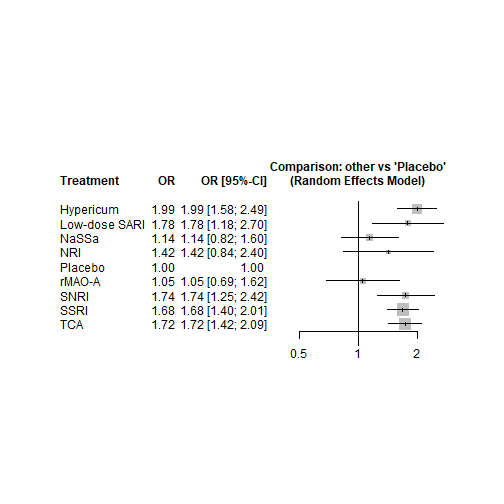 Comparison: other vs 'Placebo'
Treatment OR OR [95%-CI] (Random Effects Model)
Hypericum 1.99 1.99 [1.58; 2.49]
Low-dose SARI 1.78 1.78 [1.18; 2.70]
NaSSa 1.14 1.14 [0.82; 1.60]
NRI 1.42 1.42 [0.84; 2.40]
Placebo 1.00 1.00
rMAO-A 1.05 1.05 [0.69; 1.62]
SNRI 1.74 1.74 [1.25; 2.42]
SSRI 1.68 1.68 [1.40; 2.01]
TCA 1.72 1.72 [1.42; 2.09]
0.5 1 2